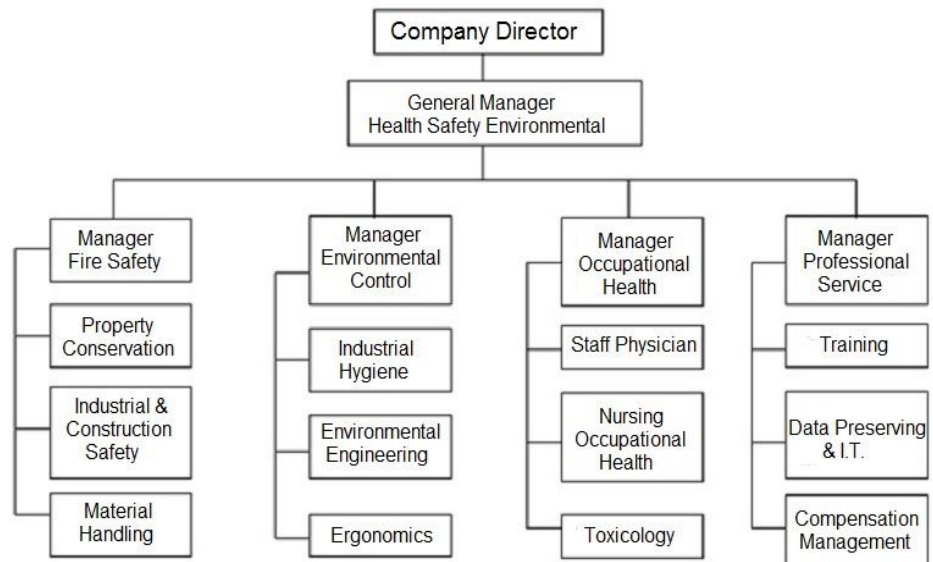 Company Director
General Manager
Health Safety Environmental
Manager
Fire Safety
Property
Conservation
Industrial &
Construction
Safety
Material
Handling
Manager
Environmental
Control
Industrial
Hygiene
Environmental
Engineering
Ergonomics
Manager
Occupational
Health
Staff Physician
Nursing
Occupational
Health
Toxicology
Manager
Professional
Service
Training
Data Preserving
& I.T.
Compensation
Management